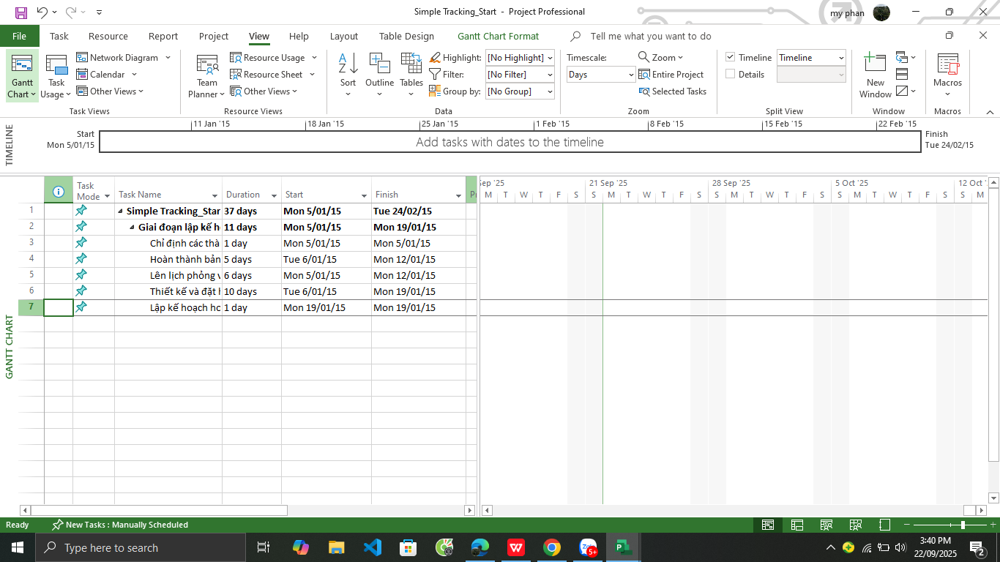 Simple Tracking_Start - Project Professional
my phan
File Task Resource Report Project View Help Layout Table Design Gantt Chart Format Tell me what you want to do
Gantt Chart
Task Usage
Network Diagram
Calendar
Other Views
Task Views
Team Planner
Resource Usage
Resource Sheet
Other Views
Resource Views
Sort
Outline
Tables
Highlight: [No Highlight]
Filter: [No Filter]
Group by: [No Group]
Data
Timescale:
Days
Zoom
Entire Project
Selected Tasks
Zoom
Timeline Timeline
Details
Split View
New Window
Window
Macros
Macros
TIMELINE
11 Jan '15 18 Jan '15 25 Jan '15 1 Feb '15 8 Feb '15 15 Feb '15 22 Feb '15
Start
Mon 5/01/15
Add tasks with dates to the timeline
Finish
Tue 24/02/15
GANTT CHART
Task Mode Task Name Duration Start Finish
1 Simple Tracking_Star 37 days Mon 5/01/15 Tue 24/02/15
2 Giai đoạn lập kế h 11 days Mon 5/01/15 Mon 19/01/15
3 Chỉ định các thà 1 day Mon 5/01/15 Mon 5/01/15
4 Hoàn thành bản 5 days Tue 6/01/15 Mon 12/01/15
5 Lên lịch phỏng v 6 days Mon 5/01/15 Mon 12/01/15
6 Thiết kế và đặt h 10 days Tue 6/01/15 Mon 19/01/15
7 Lập kế hoạch hc 1 day Mon 19/01/15 Mon 19/01/15
ep '25 21 Sep '25 28 Sep '25 5 Oct '25 12 Oct '
M T W T F S S M T W T F S S M T W T F S S M T W T F S S M
Ready New Tasks : Manually Scheduled
Type here to search
5+
3:40 PM
22/09/2025
2